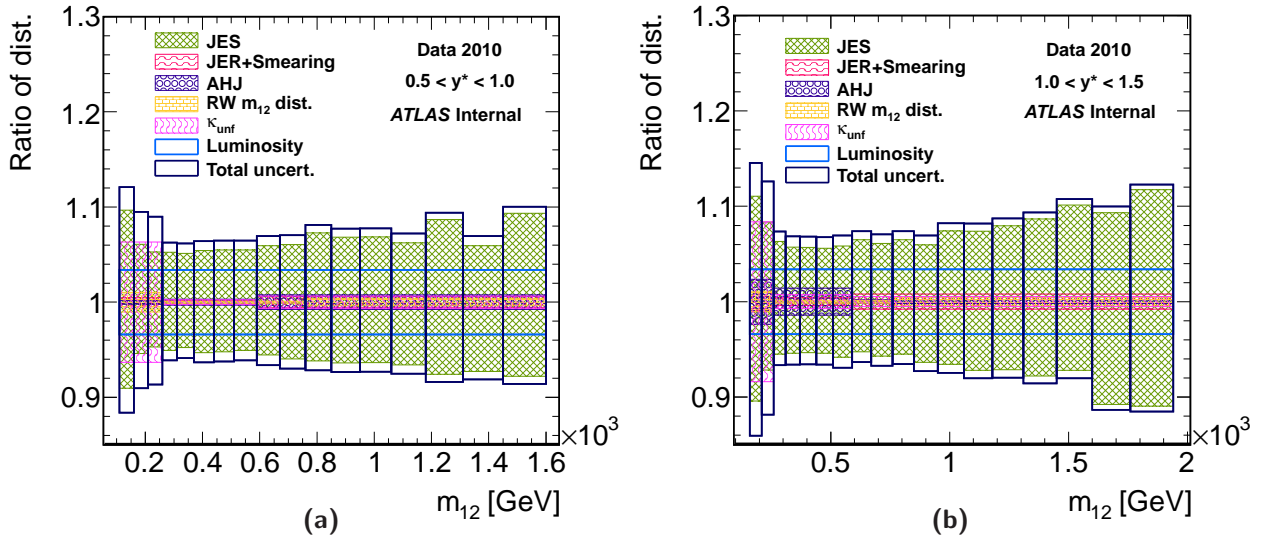 Ratio of dist.
1.3
1.2
1.1
1
0.9
JES
JER+Smearing
AHJ
RW m12 dist.
κunf
Luminosity
Total uncert.
Data 2010
0.5 < y* < 1.0
ATLAS Internal
0.2 0.4 0.6 0.8 1 1.2 1.4 1.6
×10³
m12 [GeV]
(a)
Ratio of dist.
1.3
1.2
1.1
1
0.9
JES
JER+Smearing
AHJ
RW m12 dist.
κunf
Luminosity
Total uncert.
Data 2010
1.0 < y* < 1.5
ATLAS Internal
0.5 1 1.5 2
×10³
m12 [GeV]
(b)